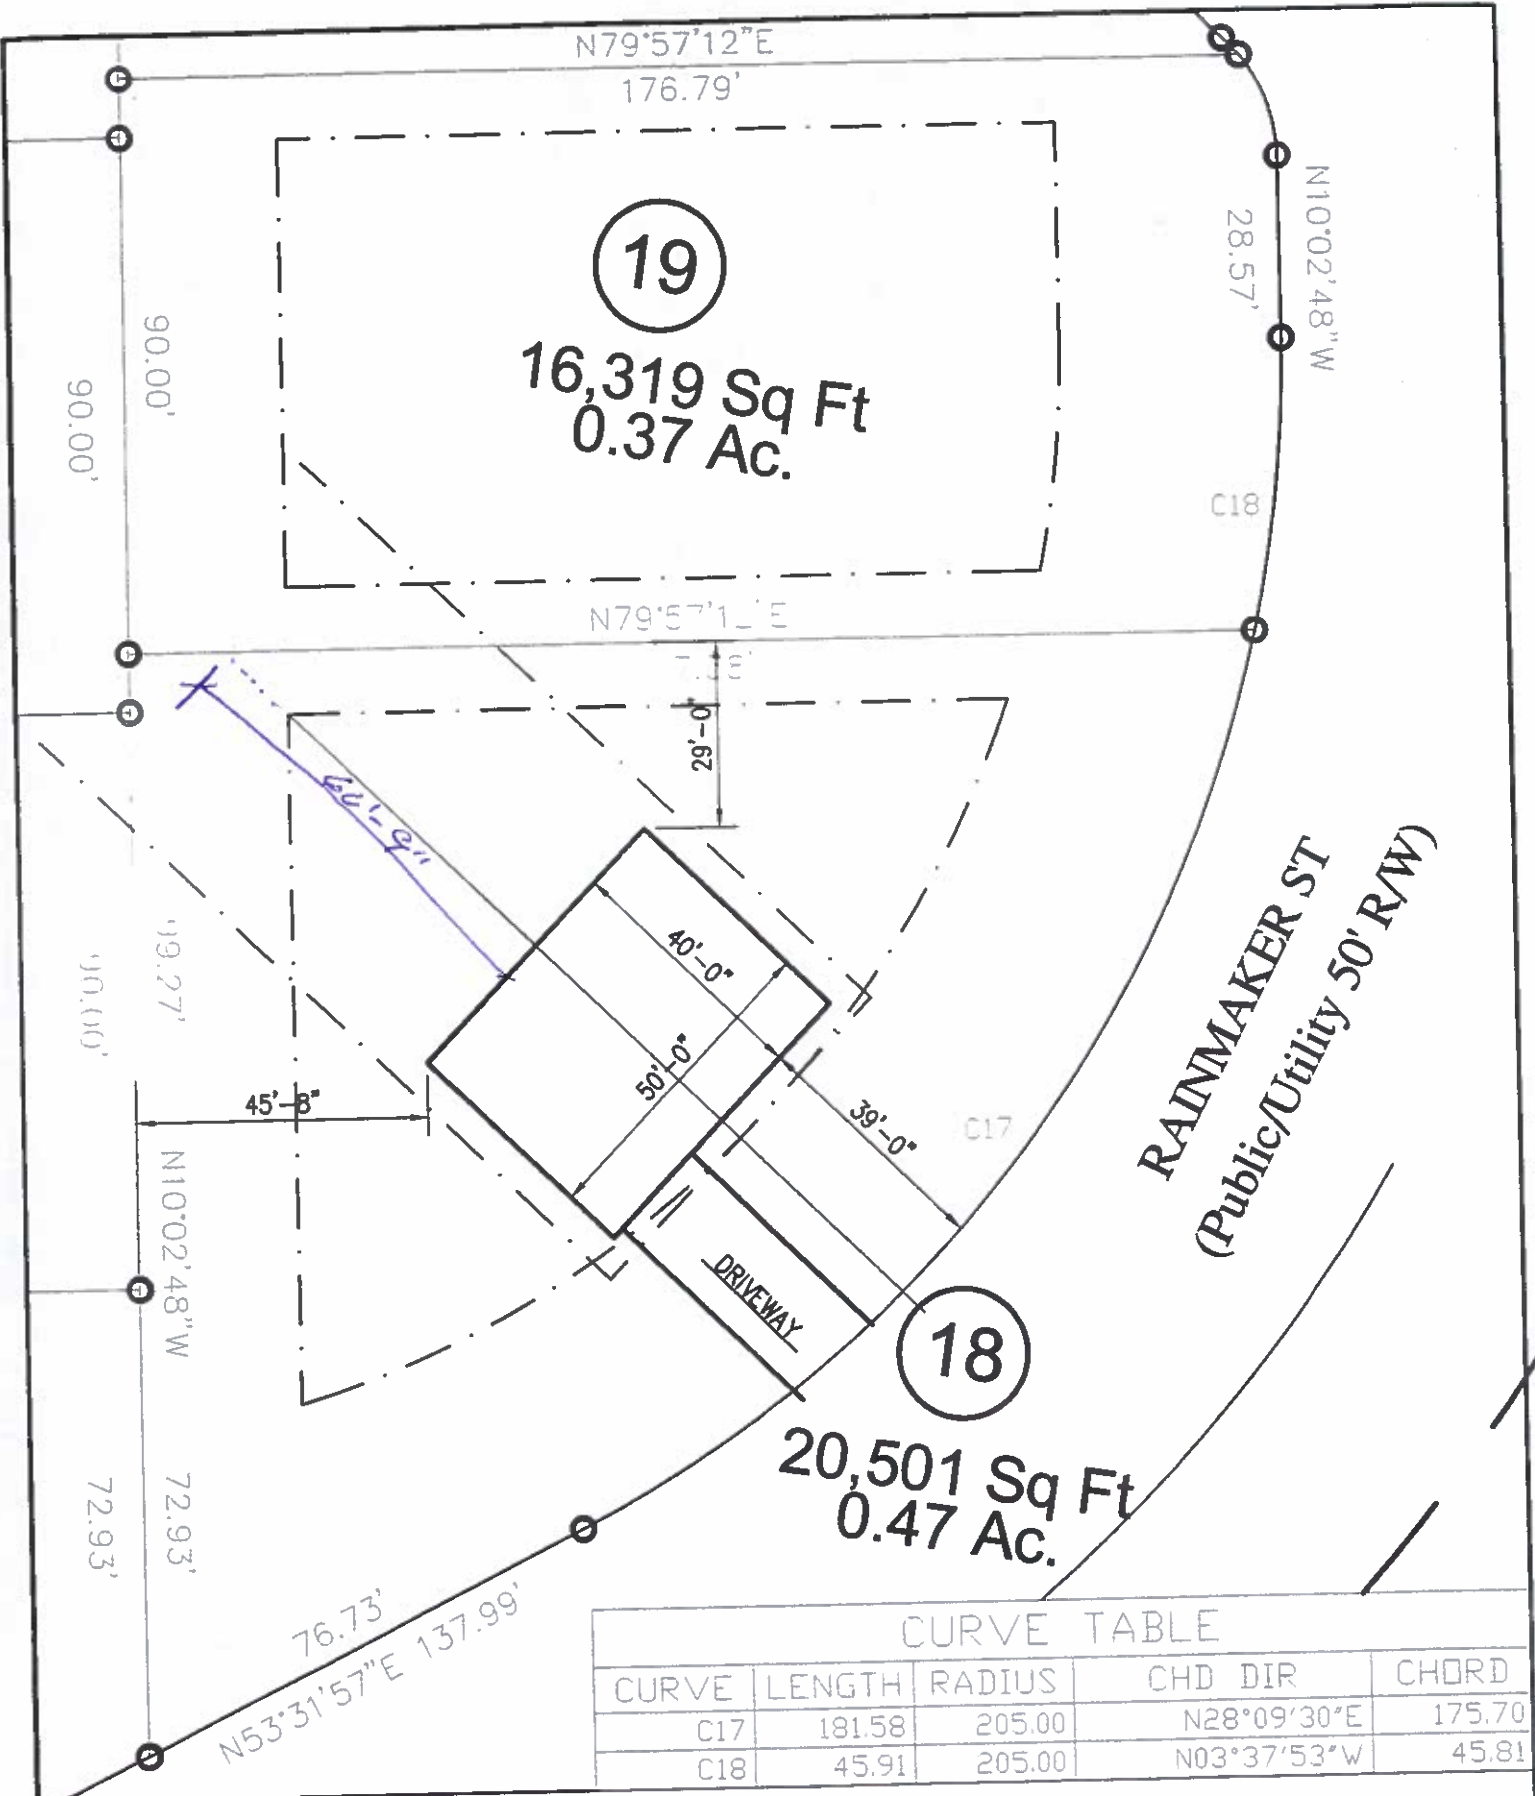 N79°57'12"E
176.79'
N10°02'48"W
28.57'
19
16,319 Sq Ft
0.37 Ac.
90.00'
90.00'
C18
29'-0"
66'-9"
40'-0"
50'-0"
39'-0"
45'-8"
C17
RAINMAKER ST
(Public/Utility 50' R/W)
N10°02'48"W
DRIVEWAY
18
20,501 Sq Ft
0.47 Ac.
72.93'
72.93'
76.73'
N53°31'57"E 137.99'
CURVE TABLE
CURVE LENGTH RADIUS CHD DIR CHORD
C17 181.58 205.00 N28°09'30"E 175.70
C18 45.91 205.00 N03°37'53"W 45.81